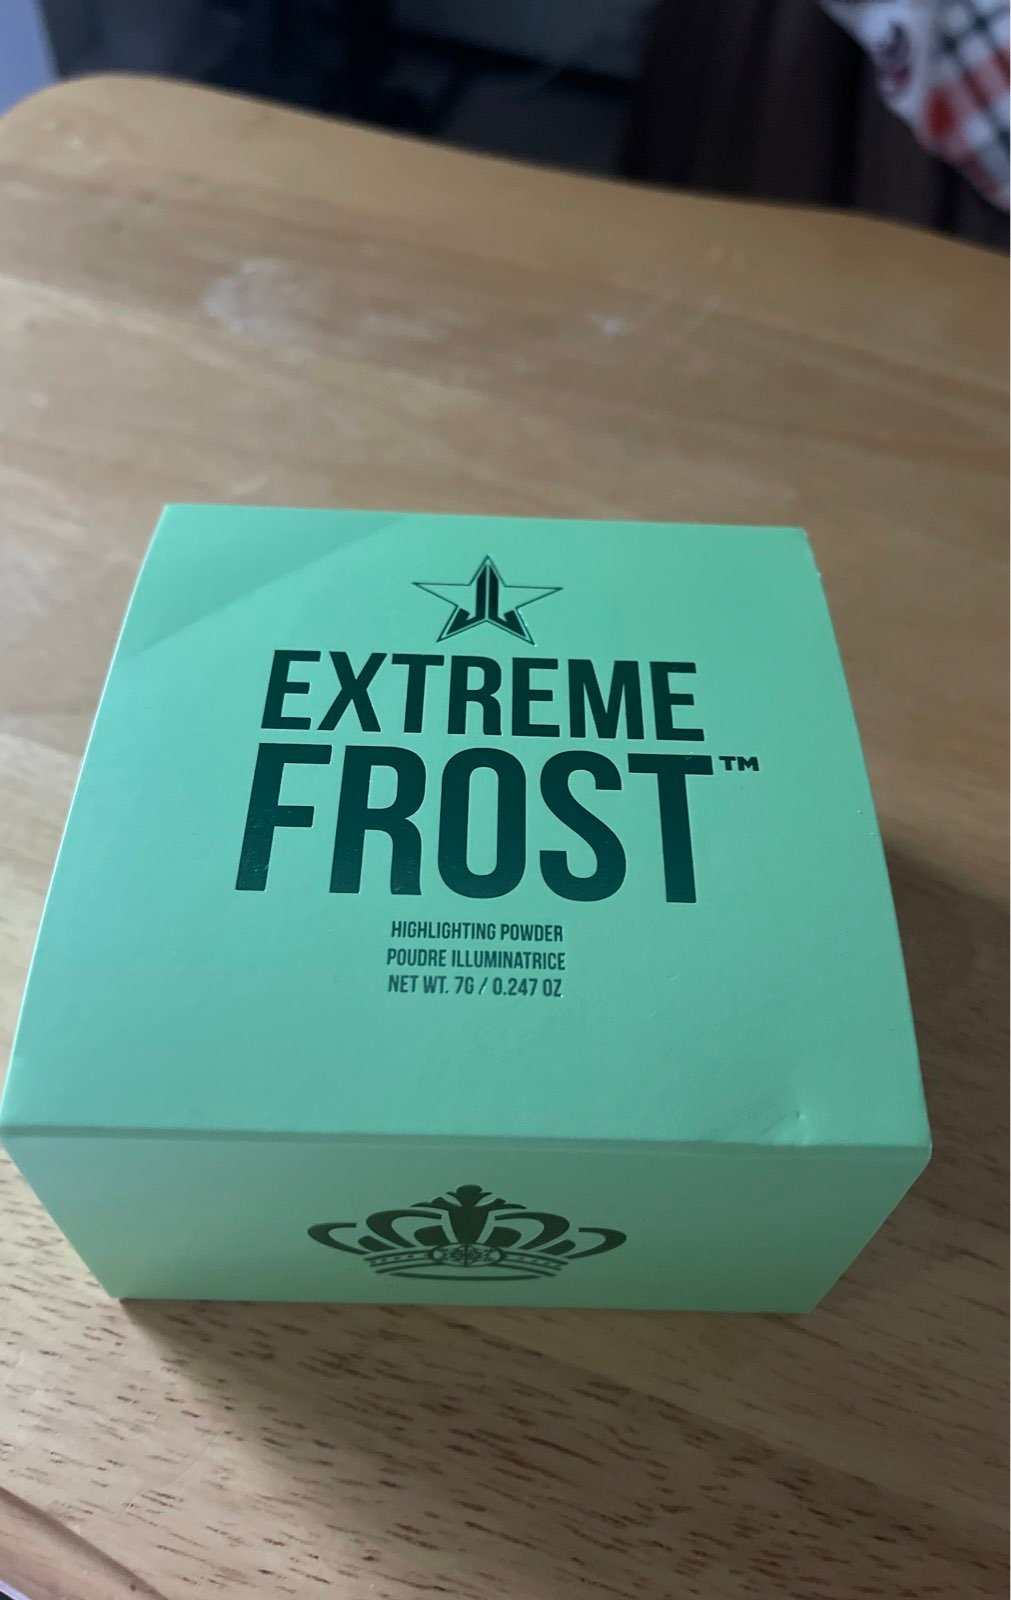 EXTREME
FROST™
HIGHLIGHTING POWDER
POUDRE ILLUMINATRICE
NET WT. 7G / 0.247 OZ